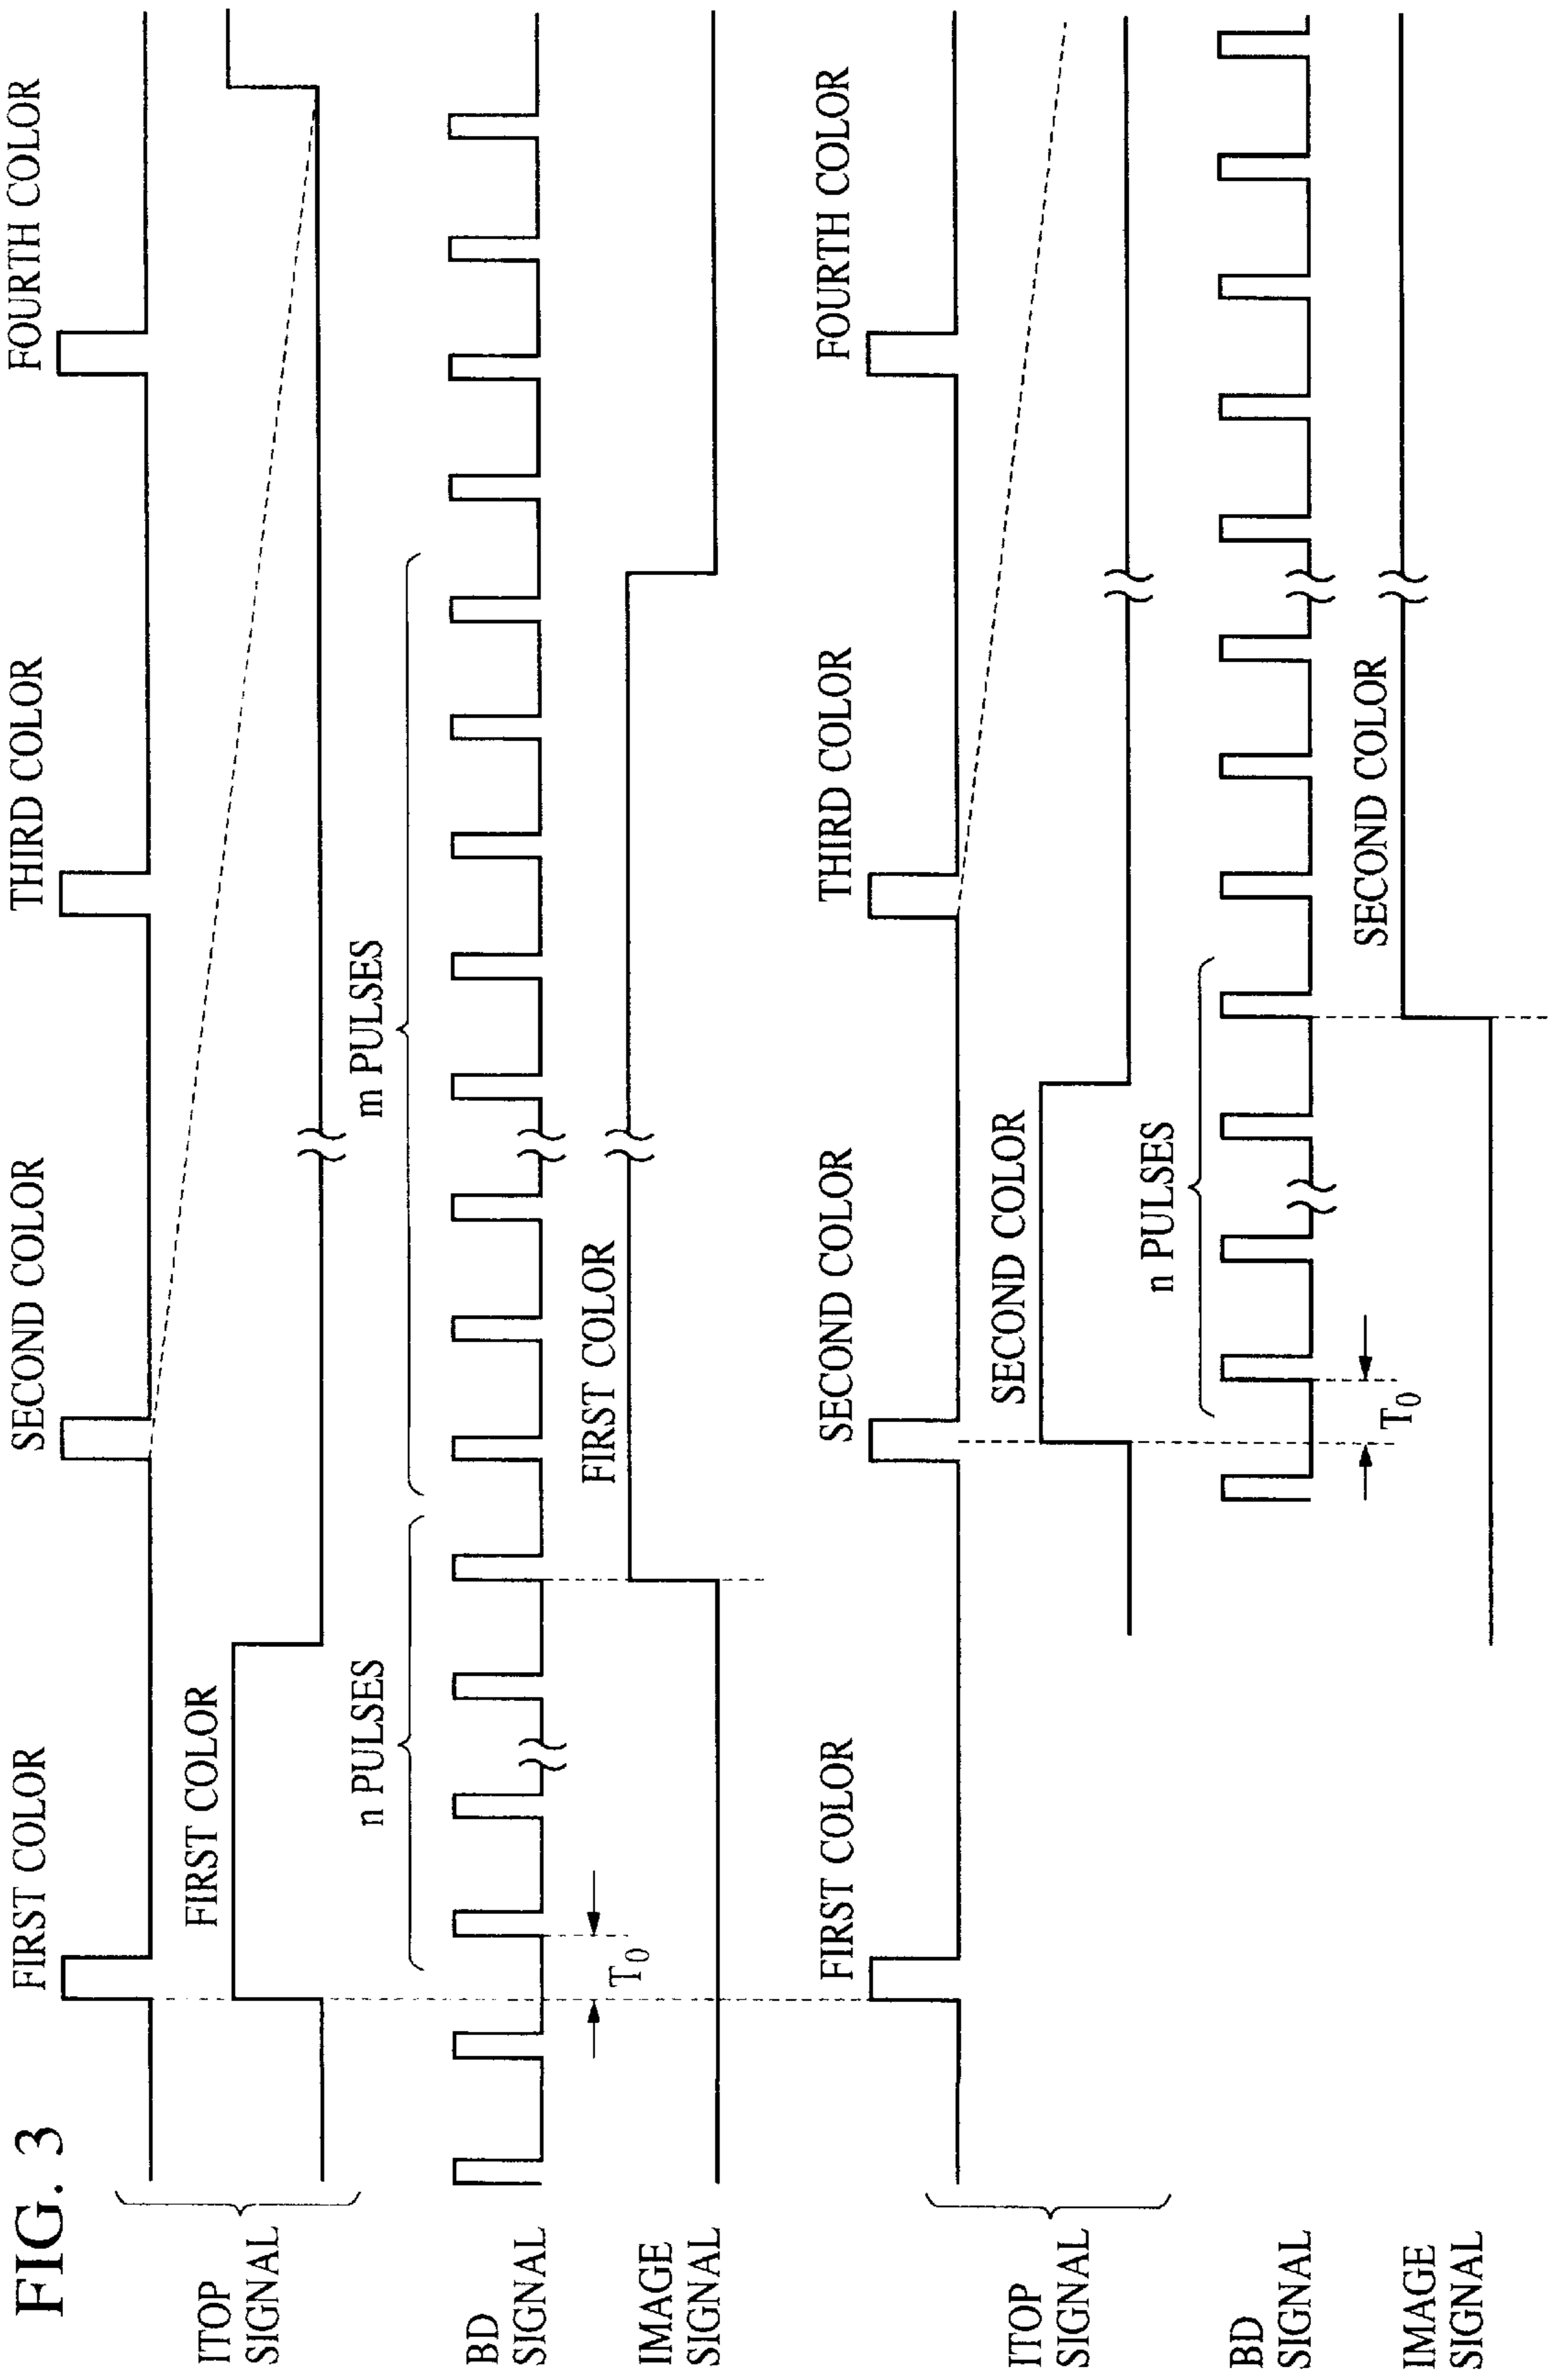 FIG. 3
FIRST COLOR
SECOND COLOR
THIRD COLOR
FOURTH COLOR
ITOP
SIGNAL
FIRST COLOR
n PULSES
m PULSES
BD
SIGNAL
T0
FIRST COLOR
IMAGE
SIGNAL
FIRST COLOR
SECOND COLOR
THIRD COLOR
FOURTH COLOR
ITOP
SIGNAL
SECOND COLOR
n PULSES
BD
SIGNAL
T0
SECOND COLOR
IMAGE
SIGNAL